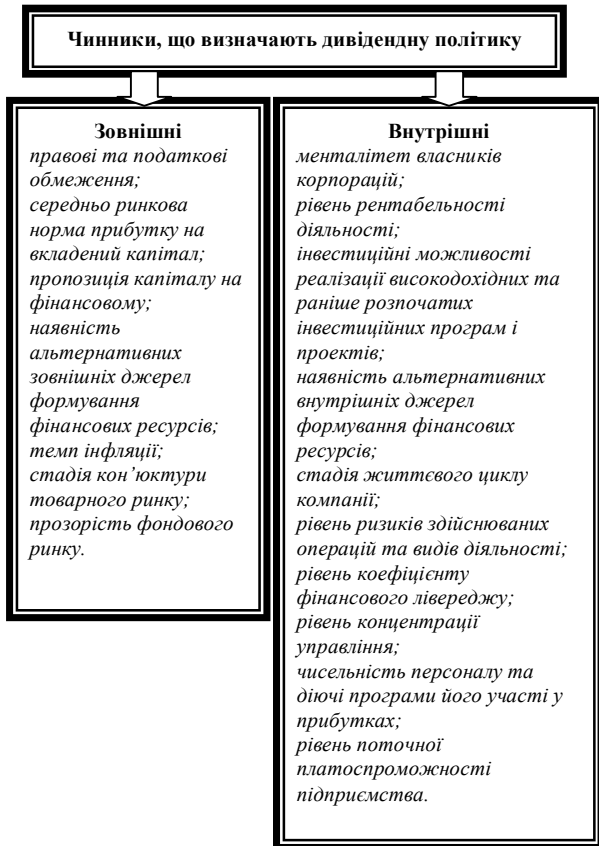 Чинники, що визначають дивідендну політику
Зовнішні
правові та податкові
обмеження;
середньо ринкова
норма прибутку на
вкладений капітал;
пропозиція капіталу на
фінансовому;
наявність
альтернативних
зовнішніх джерел
формування
фінансових ресурсів;
темп інфляції;
стадія кон’юктури
товарного ринку;
прозорість фондового
ринку.
Внутрішні
менталітет власників
корпорацій;
рівень рентабельності
діяльності;
інвестиційні можливості
реалізації високодохідних та
раніше розпочатих
інвестиційних програм і
проектів;
наявність альтернативних
внутрішніх джерел
формування фінансових
ресурсів;
стадія життєвого циклу
компанії;
рівень ризиків здійснюваних
операцій та видів діяльності;
рівень коефіцієнту
фінансового лівереджу;
рівень концентрації
управління;
чисельність персоналу та
діючі програми його участі у
прибутках;
рівень поточної
платоспроможності
підприємства.